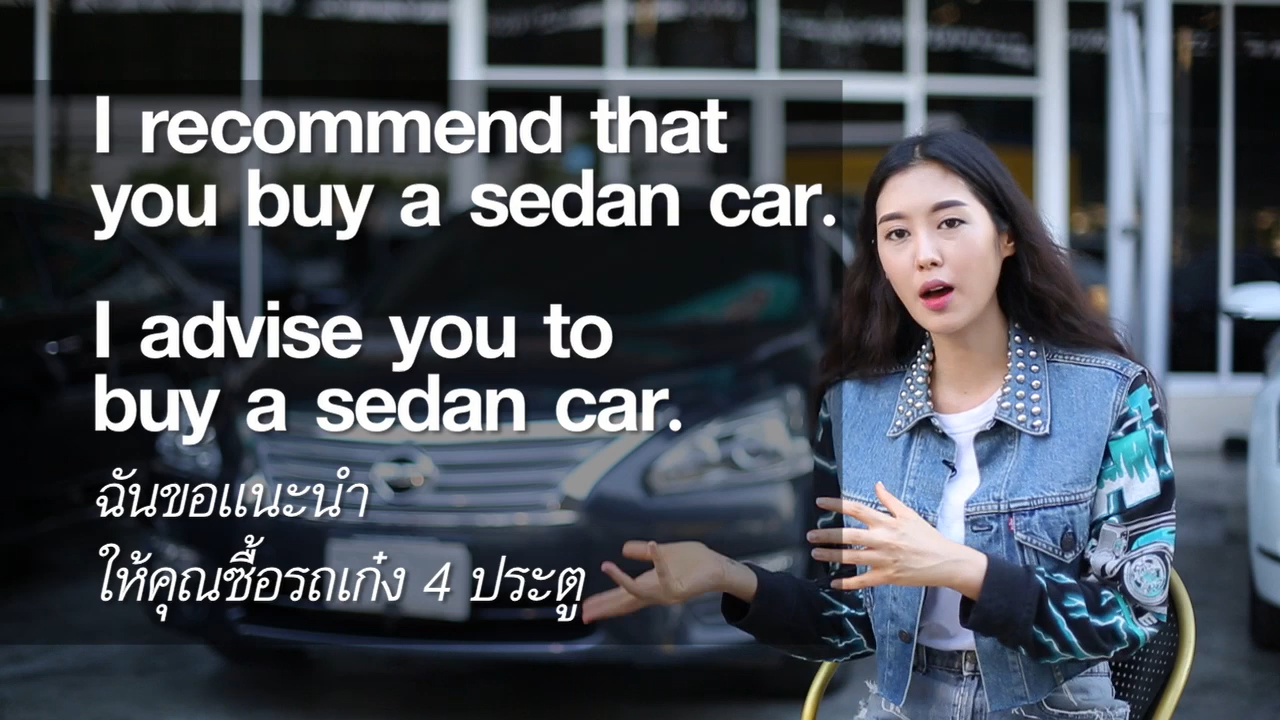 I recommend that
you buy a sedan car.
I advise you to
buy a sedan car.
ฉันขอแนะนำ
ให้คุณซื้อรถเก๋ง 4 ประตู